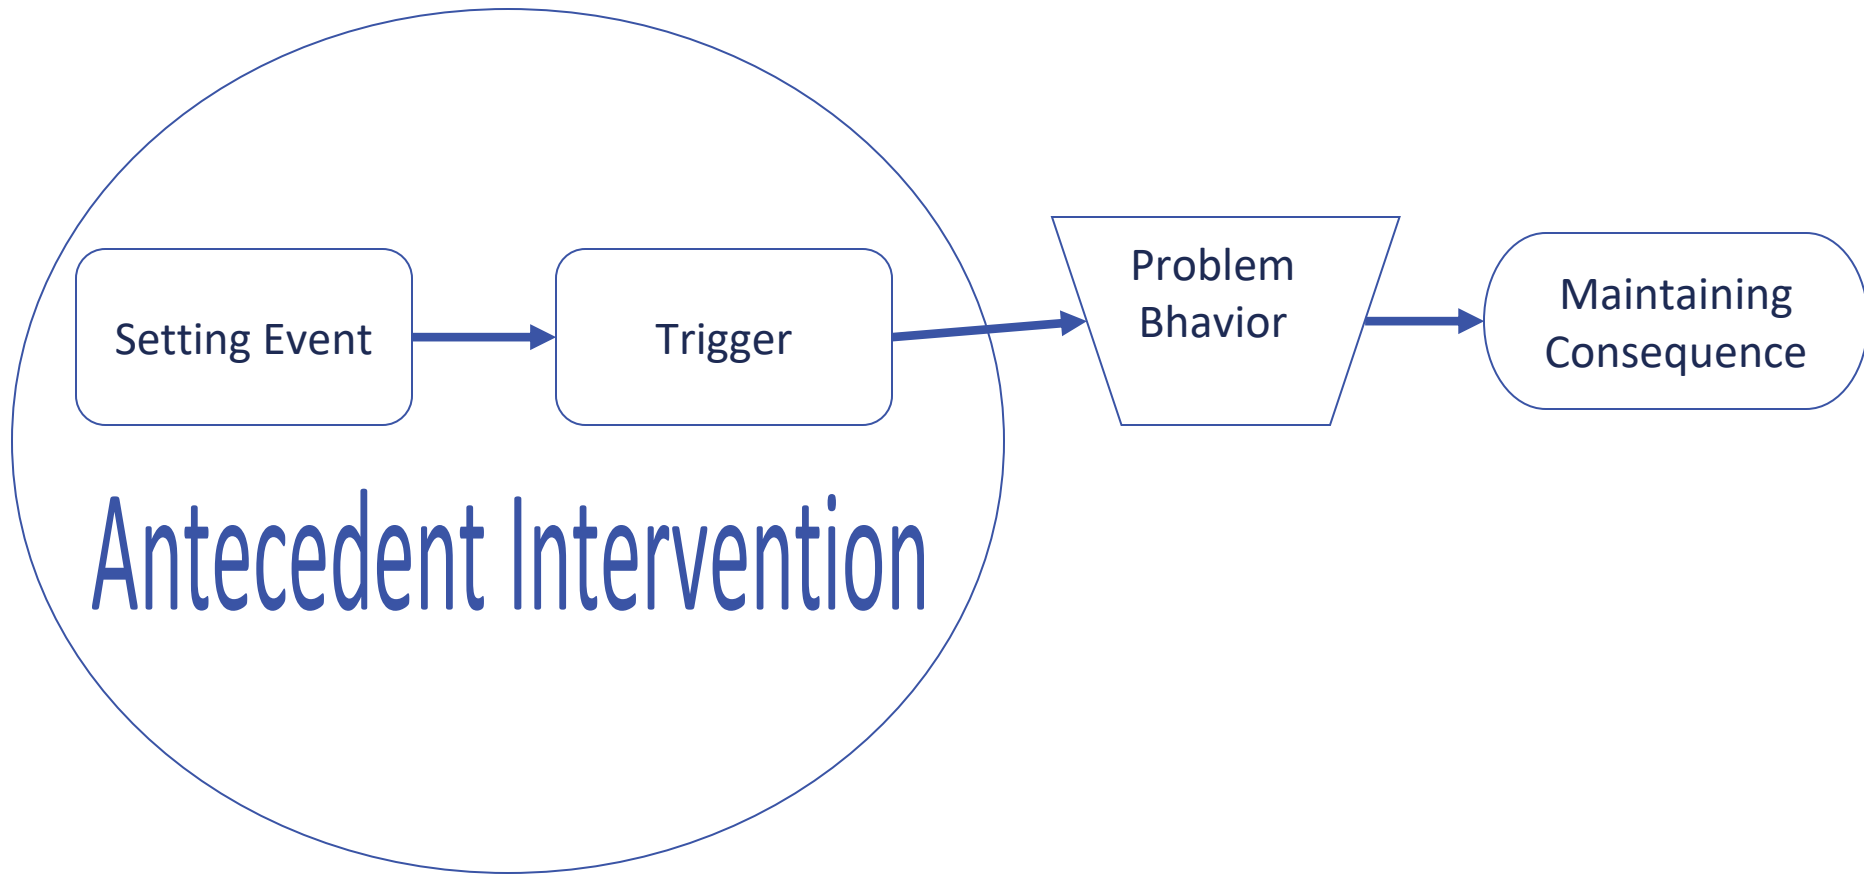 Setting Event
Trigger
Problem
Bhavior
Maintaining
Consequence
Antecedent Intervention